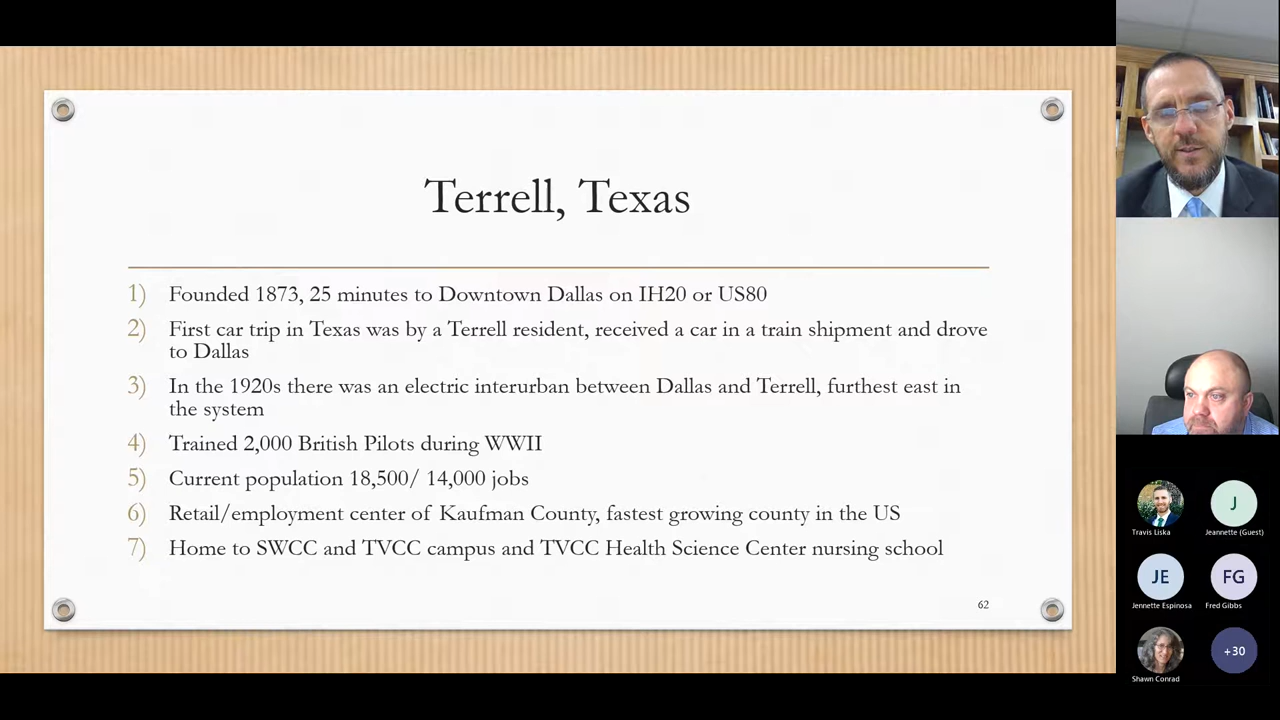 Terrell, Texas
1) Founded 1873, 25 minutes to Downtown Dallas on IH20 or US80
2) First car trip in Texas was by a Terrell resident, received a car in a train shipment and drove
to Dallas
3) In the 1920s there was an electric interurban between Dallas and Terrell, furthest east in
the system
4) Trained 2,000 British Pilots during WWII
5) Current population 18,500/ 14,000 jobs
6) Retail/employment center of Kaufman County, fastest growing county in the US
7) Home to SWCC and TVCC campus and TVCC Health Science Center nursing school
62
J
Travis Liska
Jeannette (Guest)
JE
FG
Jennette Espinosa
Fred Gibbs
+30
Shawn Conrad